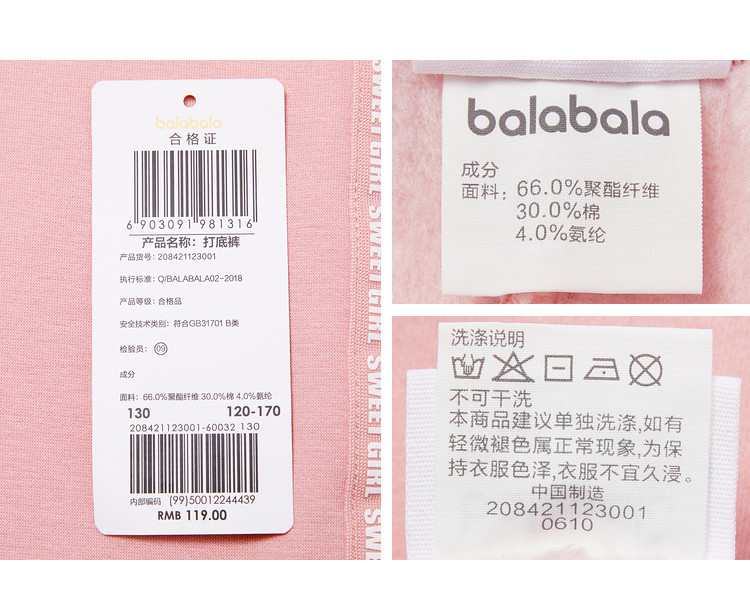 balabala
合格证
6 903091 981316
产品名称：打底裤
产品货号：208421123001
执行标准：Q/BALABALA02-2018
产品等级：合格品
安全技术类别：符合GB31701 B类
检验员：09
成分
面料：66.0%聚酯纤维 30.0%棉 4.0%氨纶
130 120-170
208421123001-60032 130
内部编码 (99)50012244439
RMB 119.00
SWEET GIRL SWEET GIRL SWEET GIRL SWE
balabala
成分
面料：66.0%聚酯纤维
30.0%棉
4.0%氨纶
洗涤说明
不可干洗
本商品建议单独洗涤,如有
轻微褪色属正常现象,为保
持衣服色泽,衣服不宜久浸。
中国制造
208421123001
0610